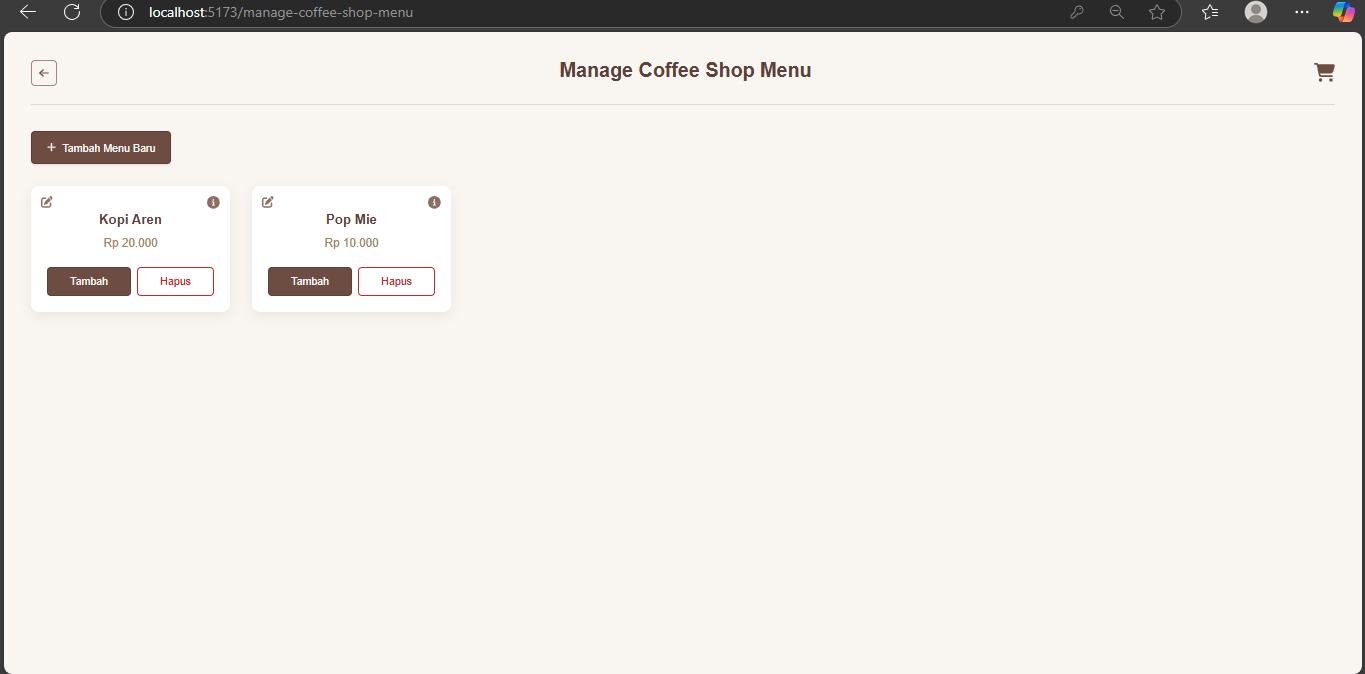 localhost:5173/manage-coffee-shop-menu
Manage Coffee Shop Menu
+ Tambah Menu Baru
Kopi Aren
Rp 20.000
Tambah Hapus
Pop Mie
Rp 10.000
Tambah Hapus